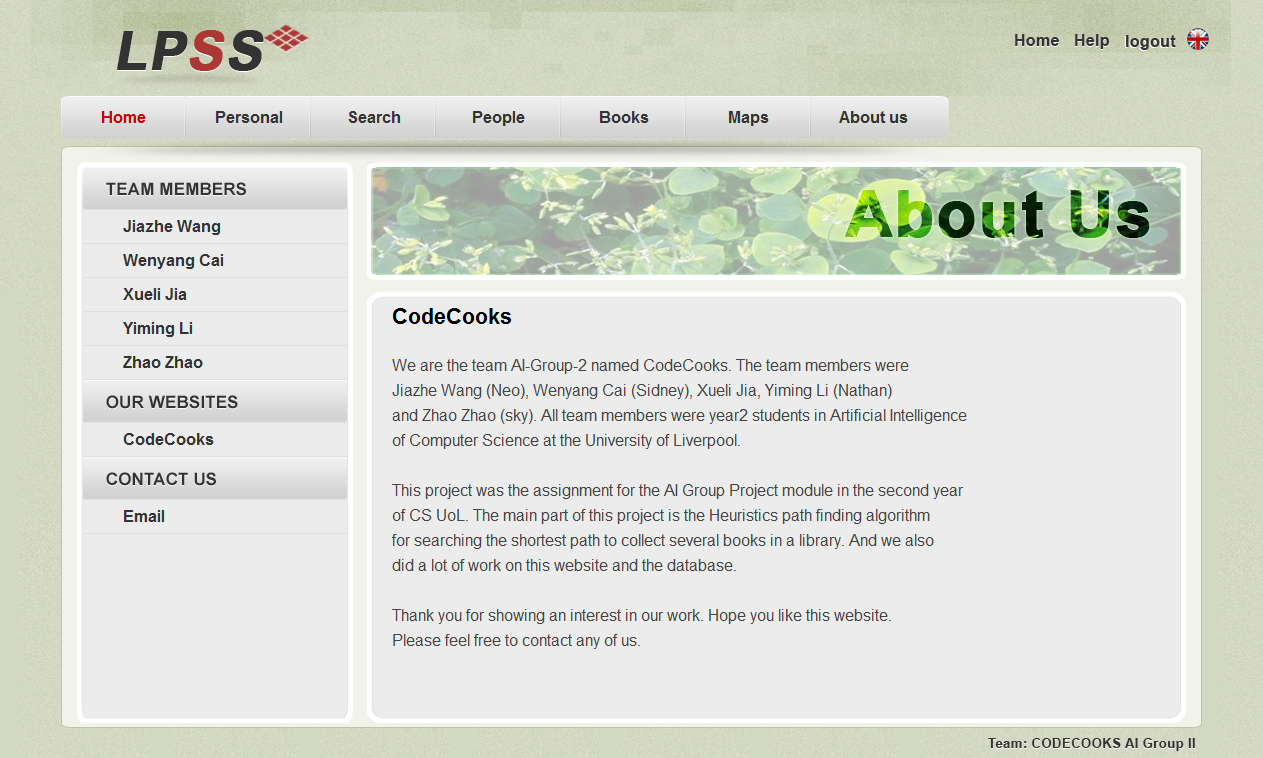 LPSS
Home Help logout
Home Personal Search People Books Maps About us
TEAM MEMBERS
Jiazhe Wang
Wenyang Cai
Xueli Jia
Yiming Li
Zhao Zhao
OUR WEBSITES
CodeCooks
CONTACT US
Email
About Us
CodeCooks
We are the team AI-Group-2 named CodeCooks. The team members were
Jiazhe Wang (Neo), Wenyang Cai (Sidney), Xueli Jia, Yiming Li (Nathan)
and Zhao Zhao (sky). All team members were year2 students in Artificial Intelligence
of Computer Science at the University of Liverpool.
This project was the assignment for the AI Group Project module in the second year
of CS UoL. The main part of this project is the Heuristics path finding algorithm
for searching the shortest path to collect several books in a library. And we also
did a lot of work on this website and the database.
Thank you for showing an interest in our work. Hope you like this website.
Please feel free to contact any of us.
Team: CODECOOKS AI Group II